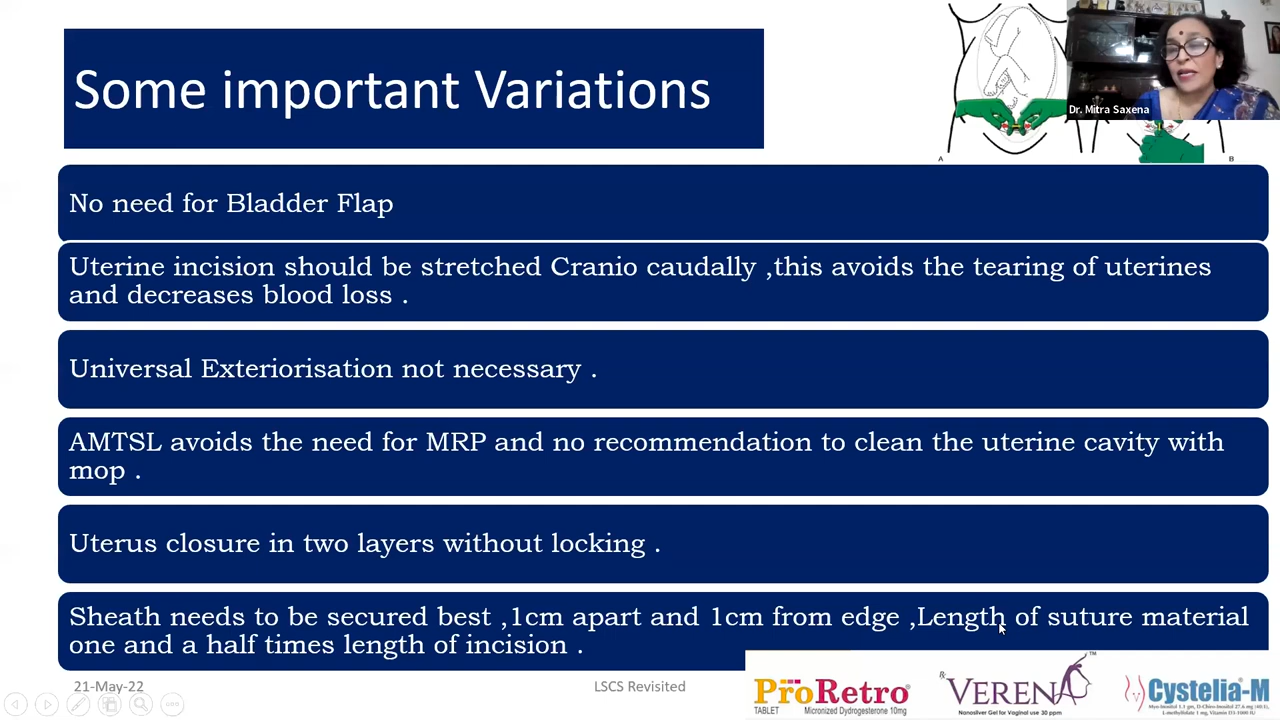 Some important Variations
Dr. Mitra Saxena
A
B
No need for Bladder Flap
Uterine incision should be stretched Cranio caudally ,this avoids the tearing of uterines
and decreases blood loss .
Universal Exteriorisation not necessary .
AMTSL avoids the need for MRP and no recommendation to clean the uterine cavity with
mop .
Uterus closure in two layers without locking .
Sheath needs to be secured best ,1cm apart and 1cm from edge ,Length of suture material
one and a half times length of incision .
21-May-22
LSCS Revisited
ProRetro®
TABLET Micronized Dydrogesterone 10mg
Rx VERENA™
Nanosilver Gel for Vaginal use 30 ppm
Cystelia-M
Myo-Inositol 1.1 gm, D-Chiro-Inositol 27.6 mg (40:1),
L-methylfolate 1 mg, Vitamin D3-1000 IU